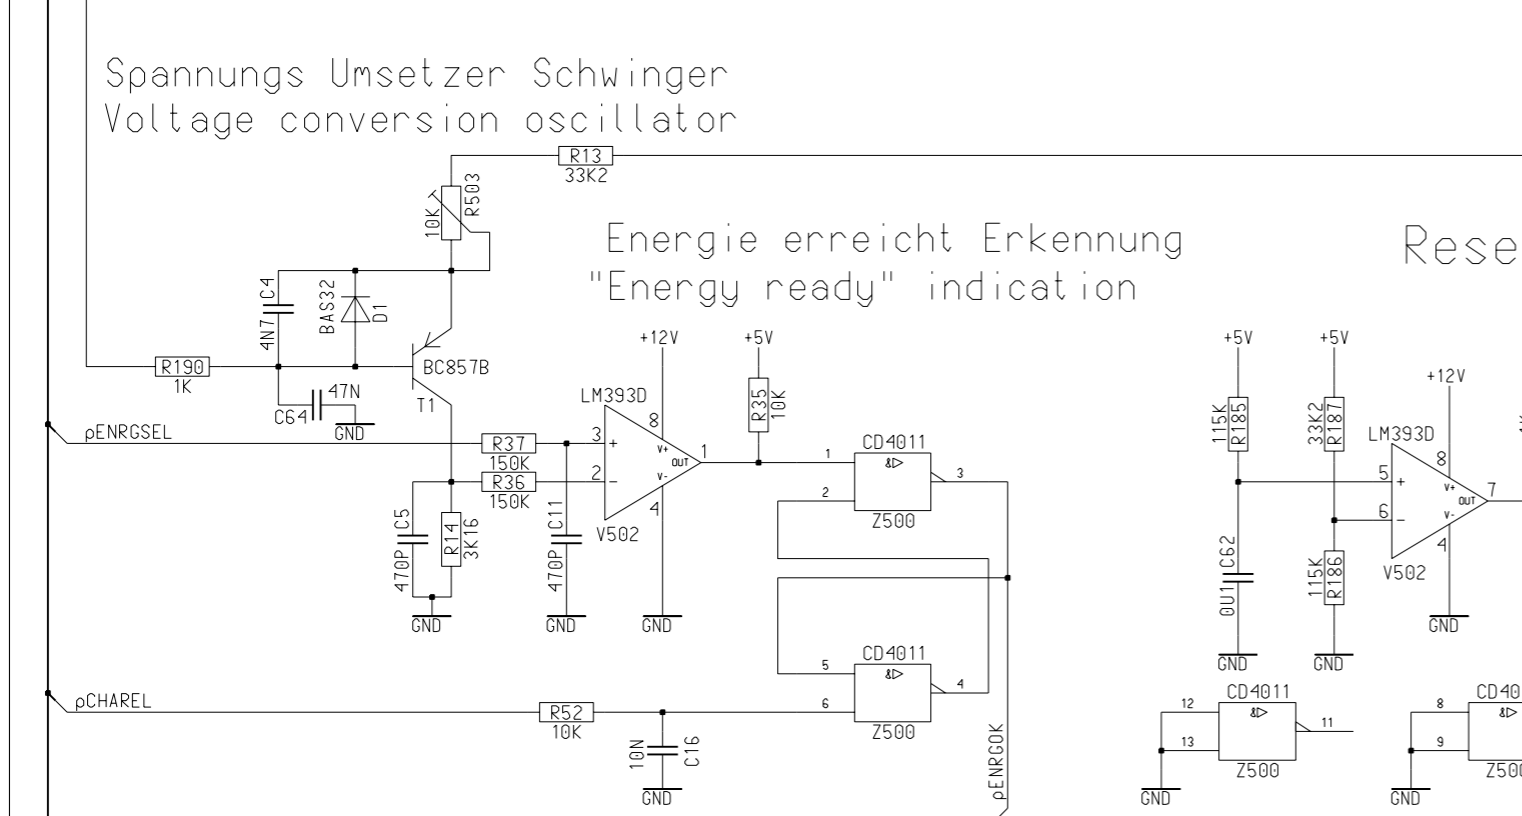 Spannungs Umsetzer Schwinger
Voltage conversion oscillator
R13
33K2
10K
R503
Energie erreicht Erkennung
"Energy ready" indication
Rese
C4
4N7
BAS32
D1
R190
1K
BC857B
T1
47N
C64
GND
pENRGSEL
R37
150K
R36
150K
LM393D
+12V
3
+
2
-
8
V+
OUT
V-
4
1
V502
+5V
R35
10K
CD4011
1
&
2
3
Z500
C5
470P
R14
3K16
GND
C11
470P
GND
GND
CD4011
5
&
6
4
Z500
pCHAREL
R52
10K
10N
C16
GND
pENRGOK
+5V
115K
R185
+5V
33K2
R187
+12V
LM393D
5
+
6
-
8
V+
OUT
V-
4
7
V502
0U1
C62
115K
R186
GND
GND
GND
CD4011
12
&
13
11
Z500
GND
CD40
8
&
9
Z500
GND